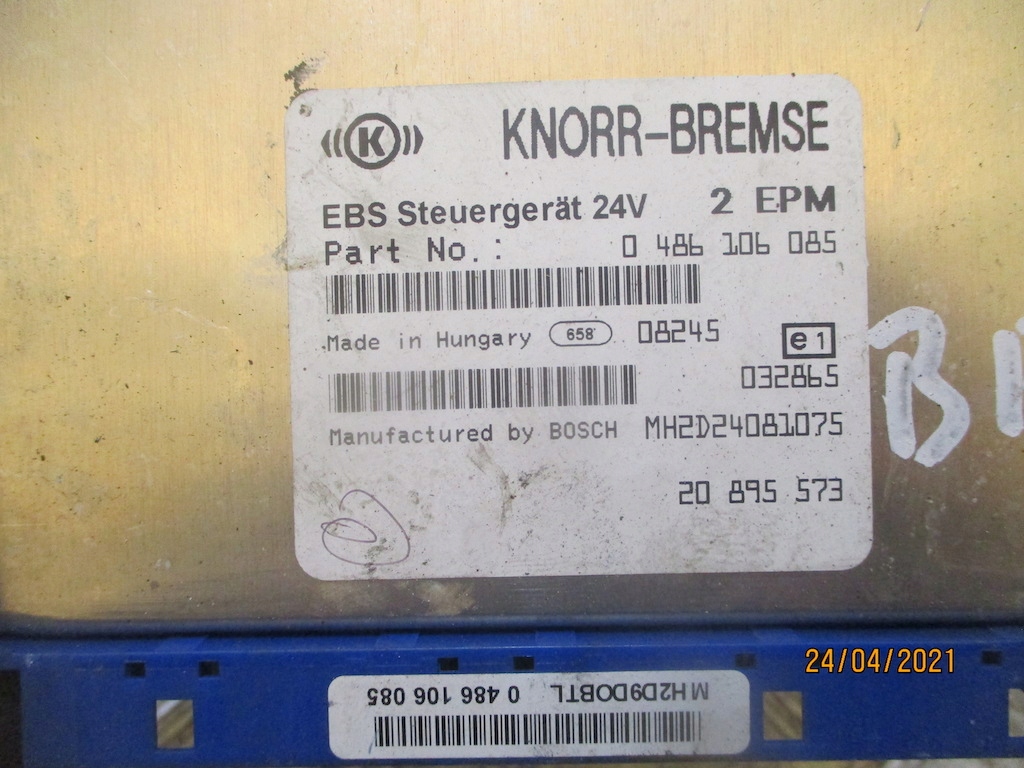 K KNORR-BREMSE
EBS Steuergerät 24V 2 EPM
Part No.: 0 486 106 085
Made in Hungary 658 08245 e1
032865
Manufactured by BOSCH MH2D24081075
20 895 573
B
24/04/2021
MH2D9DOBTL 0 486 106 085